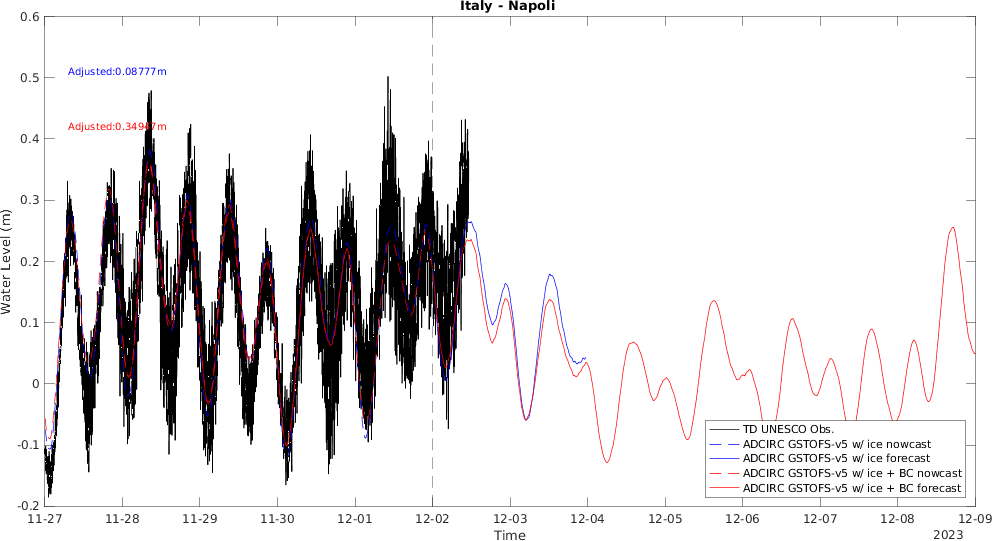 Italy - Napoli
0.6
0.5
0.4
0.3
0.2
0.1
0
-0.1
-0.2
Water Level (m)
Adjusted:0.08777m
Adjusted:0.34947m
TD UNESCO Obs.
ADCIRC GSTOFS-v5 w/ ice nowcast
ADCIRC GSTOFS-v5 w/ ice forecast
ADCIRC GSTOFS-v5 w/ ice + BC nowcast
ADCIRC GSTOFS-v5 w/ ice + BC forecast
11-27 11-28 11-29 11-30 12-01 12-02 12-03 12-04 12-05 12-06 12-07 12-08 12-09
Time
2023